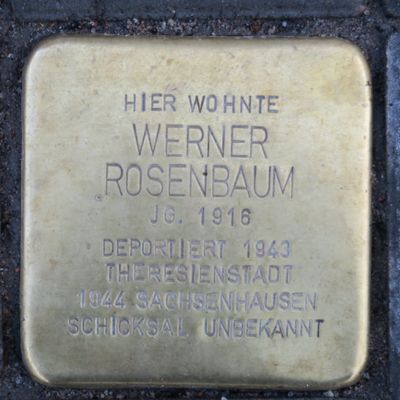 HIER WOHNTE
WERNER
ROSENBAUM
JG. 1916
DEPORTIERT 1943
THERESIENSTADT
1944 SACHSENHAUSEN
SCHICKSAL UNBEKANNT